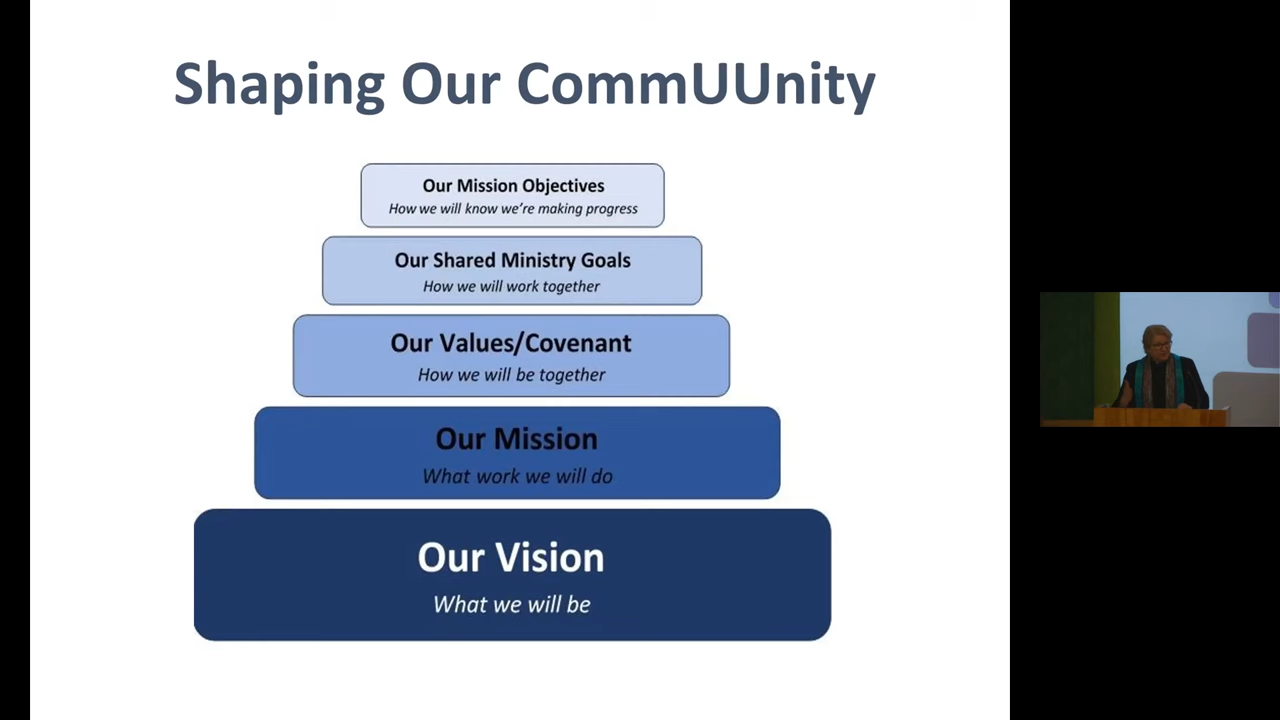 Shaping Our CommUUnity
Our Mission Objectives
How we will know we're making progress
Our Shared Ministry Goals
How we will work together
Our Values/Covenant
How we will be together
Our Mission
What work we will do
Our Vision
What we will be